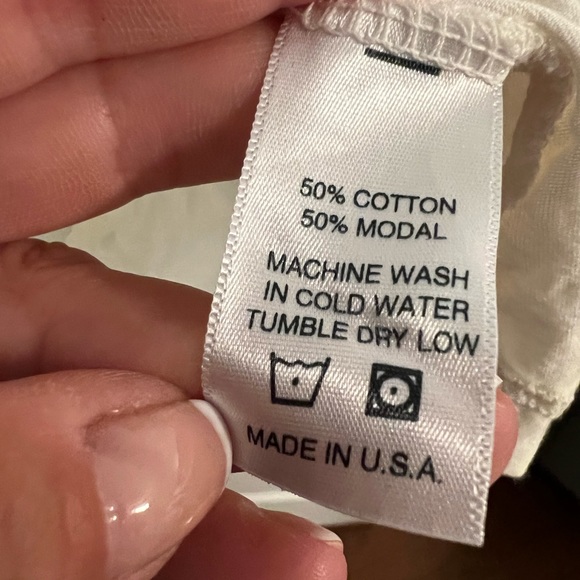 50% COTTON
50% MODAL
MACHINE WASH
IN COLD WATER
TUMBLE DRY LOW
MADE IN U.S.A.